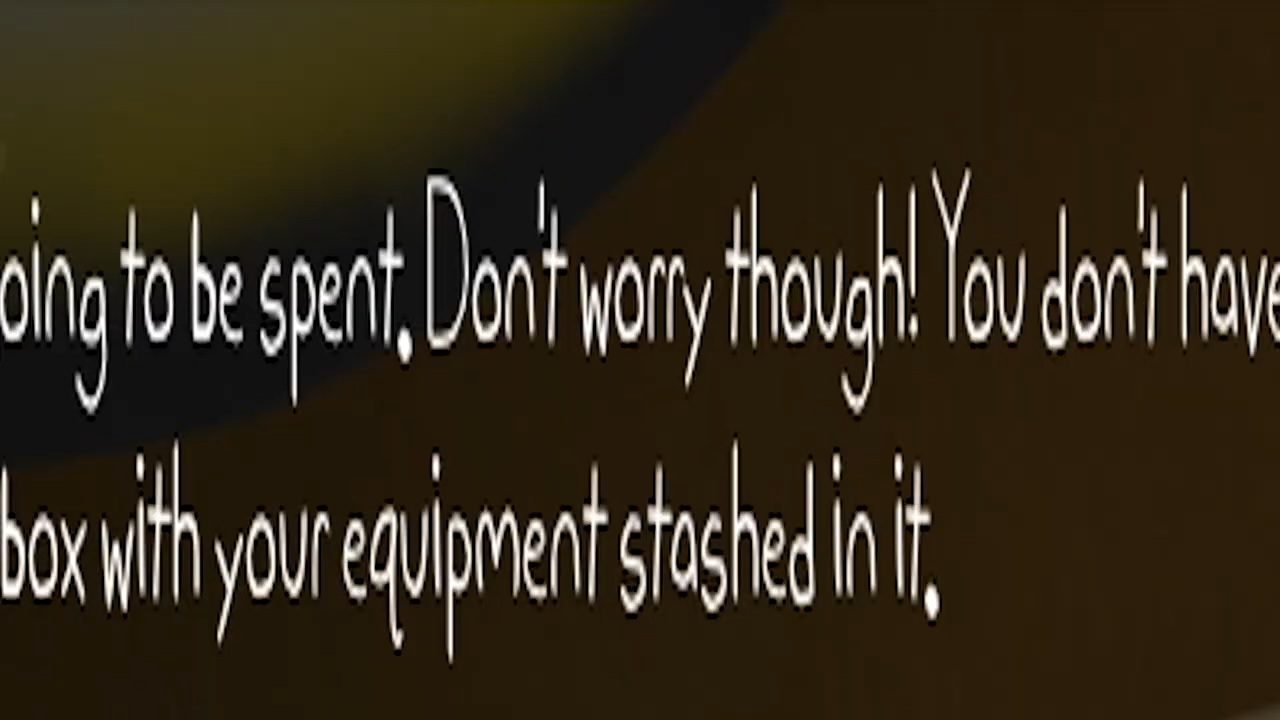 oing to be spent. Don't worry though! You don't have
box with your equipment stashed in it.